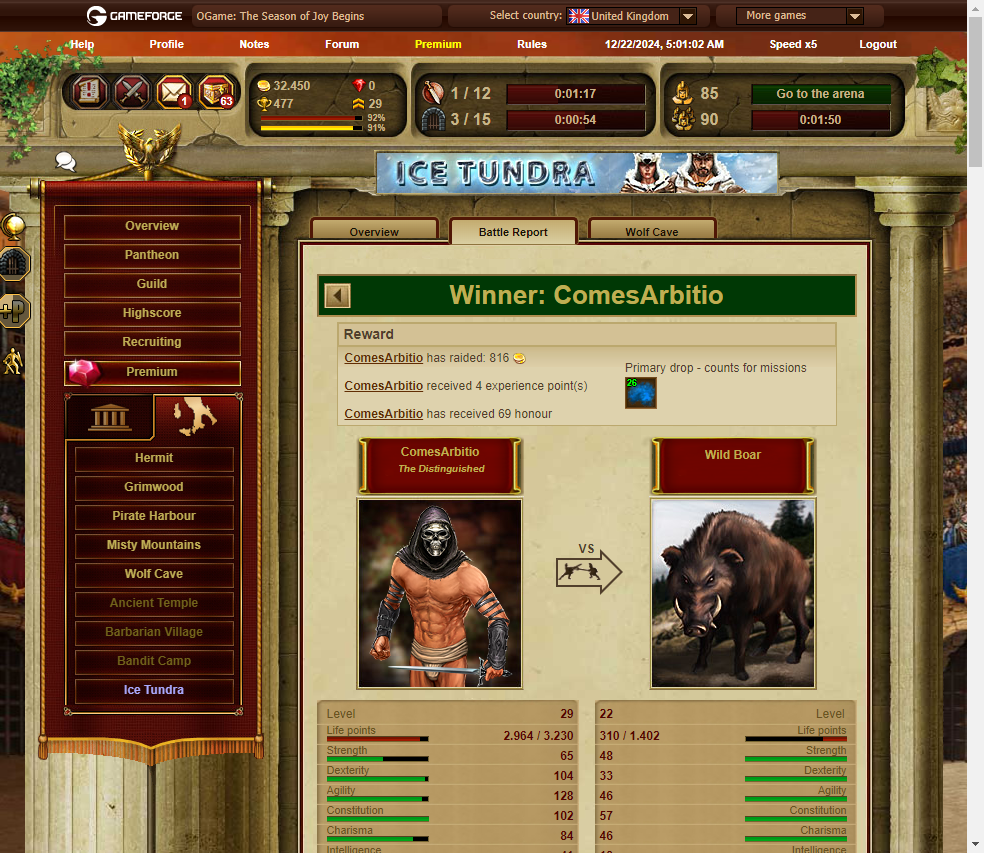 GAMEFORGE
OGame: The Season of Joy Begins
Select country:
United Kingdom
More games
Help
Profile
Notes
Forum
Premium
Rules
12/22/2024, 5:01:02 AM
Speed x5
Logout
1
63
32.450
0
477
29
92%
91%
1 / 12
0:01:17
3 / 15
0:00:54
85
Go to the arena
90
0:01:50
ICE TUNDRA
Overview
Pantheon
Guild
Highscore
Recruiting
Premium
Hermit
Grimwood
Pirate Harbour
Misty Mountains
Wolf Cave
Ancient Temple
Barbarian Village
Bandit Camp
Ice Tundra
+P
Overview
Battle Report
Wolf Cave
Winner: ComesArbitio
Reward
ComesArbitio has raided: 816
ComesArbitio received 4 experience point(s)
ComesArbitio has received 69 honour
Primary drop - counts for missions
26
ComesArbitio
The Distinguished
VS
Wild Boar
Level 29
Life points 2.964 / 3.230
Strength 65
Dexterity 104
Agility 128
Constitution 102
Charisma 84
Intelligence
22 Level
310 / 1.402 Life points
48 Strength
33 Dexterity
46 Agility
57 Constitution
46 Charisma
Intelligence